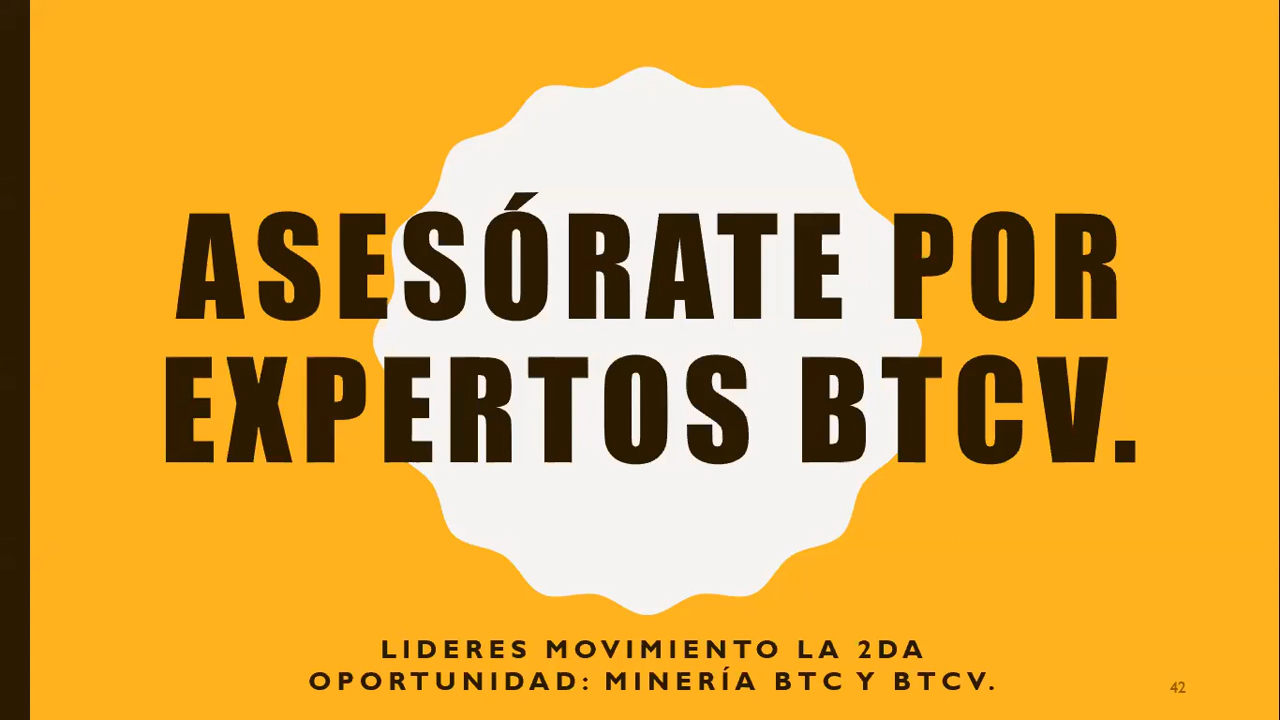 ASESÓRATE POR
EXPERTOS BTCV.
LIDERES MOVIMIENTO LA 2DA
OPORTUNIDAD: MINERÍA BTC Y BTCV.
42